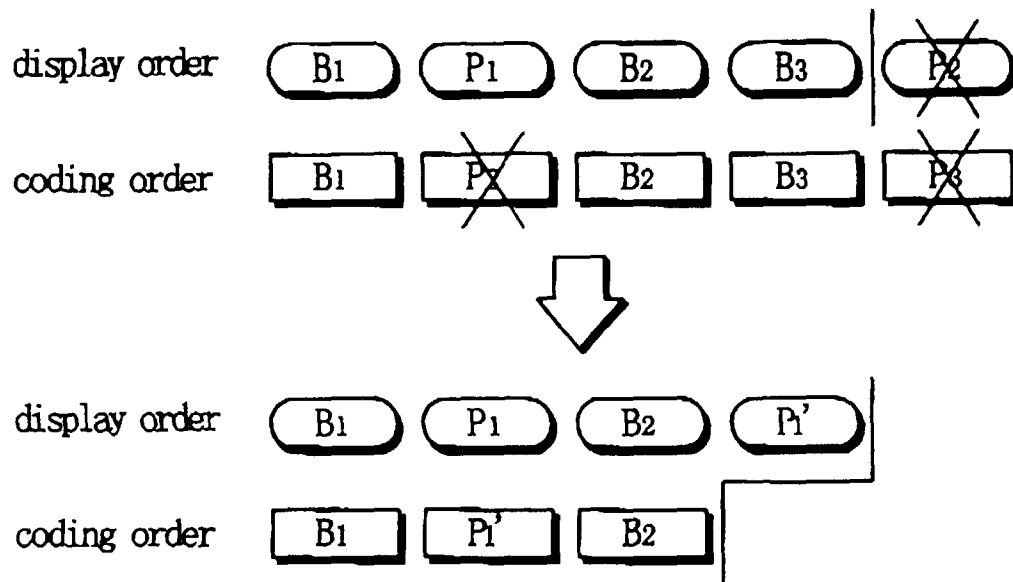 display order B1 P1 B2 B3 P2
coding order B1 P2 B2 B3 P3
display order B1 P1 B2 P1'
coding order B1 P1' B2